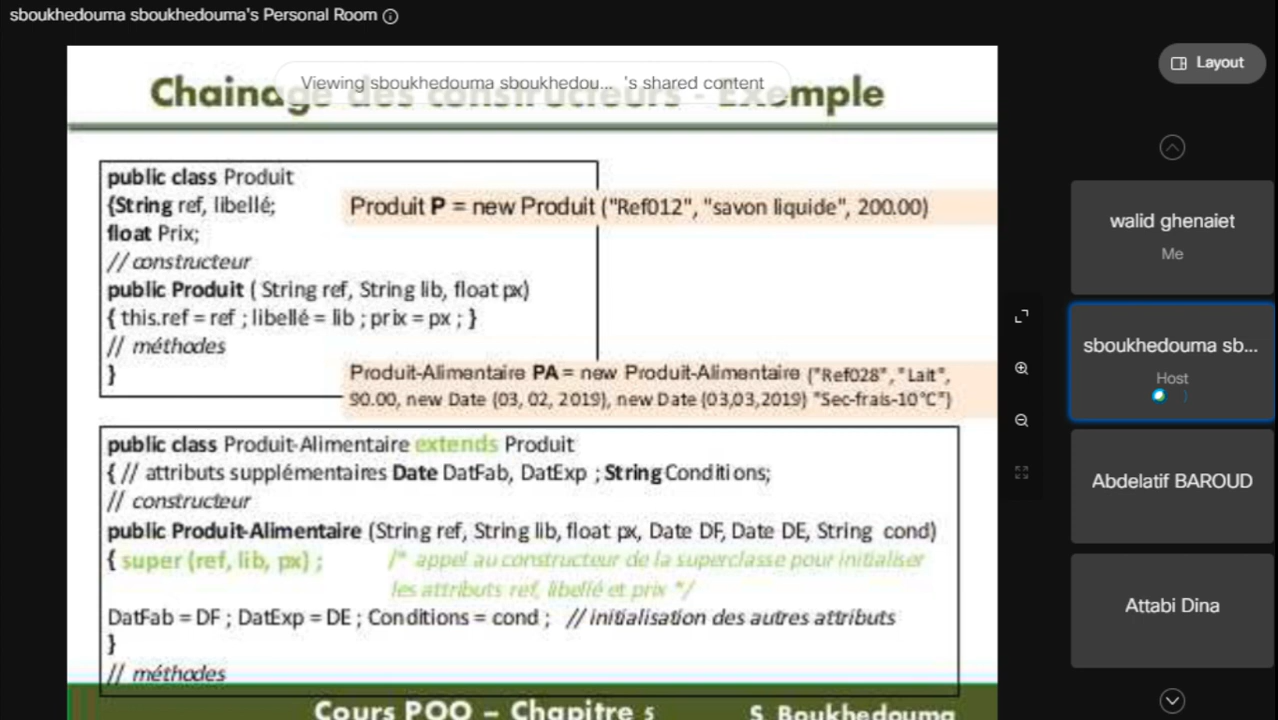 sboukhedouma sboukhedouma's Personal Room
Layout
Viewing sboukhedouma sboukhedou... 's shared content
Chainage des constructeurs - Exemple
public class Produit
{String ref, libellé;
Produit P = new Produit ("Ref012", "savon liquide", 200.00)
float Prix;
// constructeur
public Produit ( String ref, String lib, float px)
{ this.ref = ref ; libellé = lib ; prix = px ; }
// méthodes
}
Produit-Alimentaire PA = new Produit-Alimentaire ("Ref028", "Lait",
90.00, new Date (03, 02, 2019), new Date (03,03,2019) "Sec-frais-10°C")
public class Produit-Alimentaire extends Produit
{ // attributs supplémentaires Date DatFab, DatExp ; String Conditions;
// constructeur
public Produit-Alimentaire (String ref, String lib, float px, Date DF, Date DE, String cond)
{ super (ref, lib, px) ; /* appel au constructeur de la superclasse pour initialiser
les attributs ref, libellé et prix */
DatFab = DF ; DatExp = DE ; Conditions = cond ; // initialisation des autres attributs
}
// méthodes
Cours POO – Chapitre 5 S. Boukhedouma
walid ghenaiet
Me
sboukhedouma sb...
Host
Abdelatif BAROUD
Attabi Dina